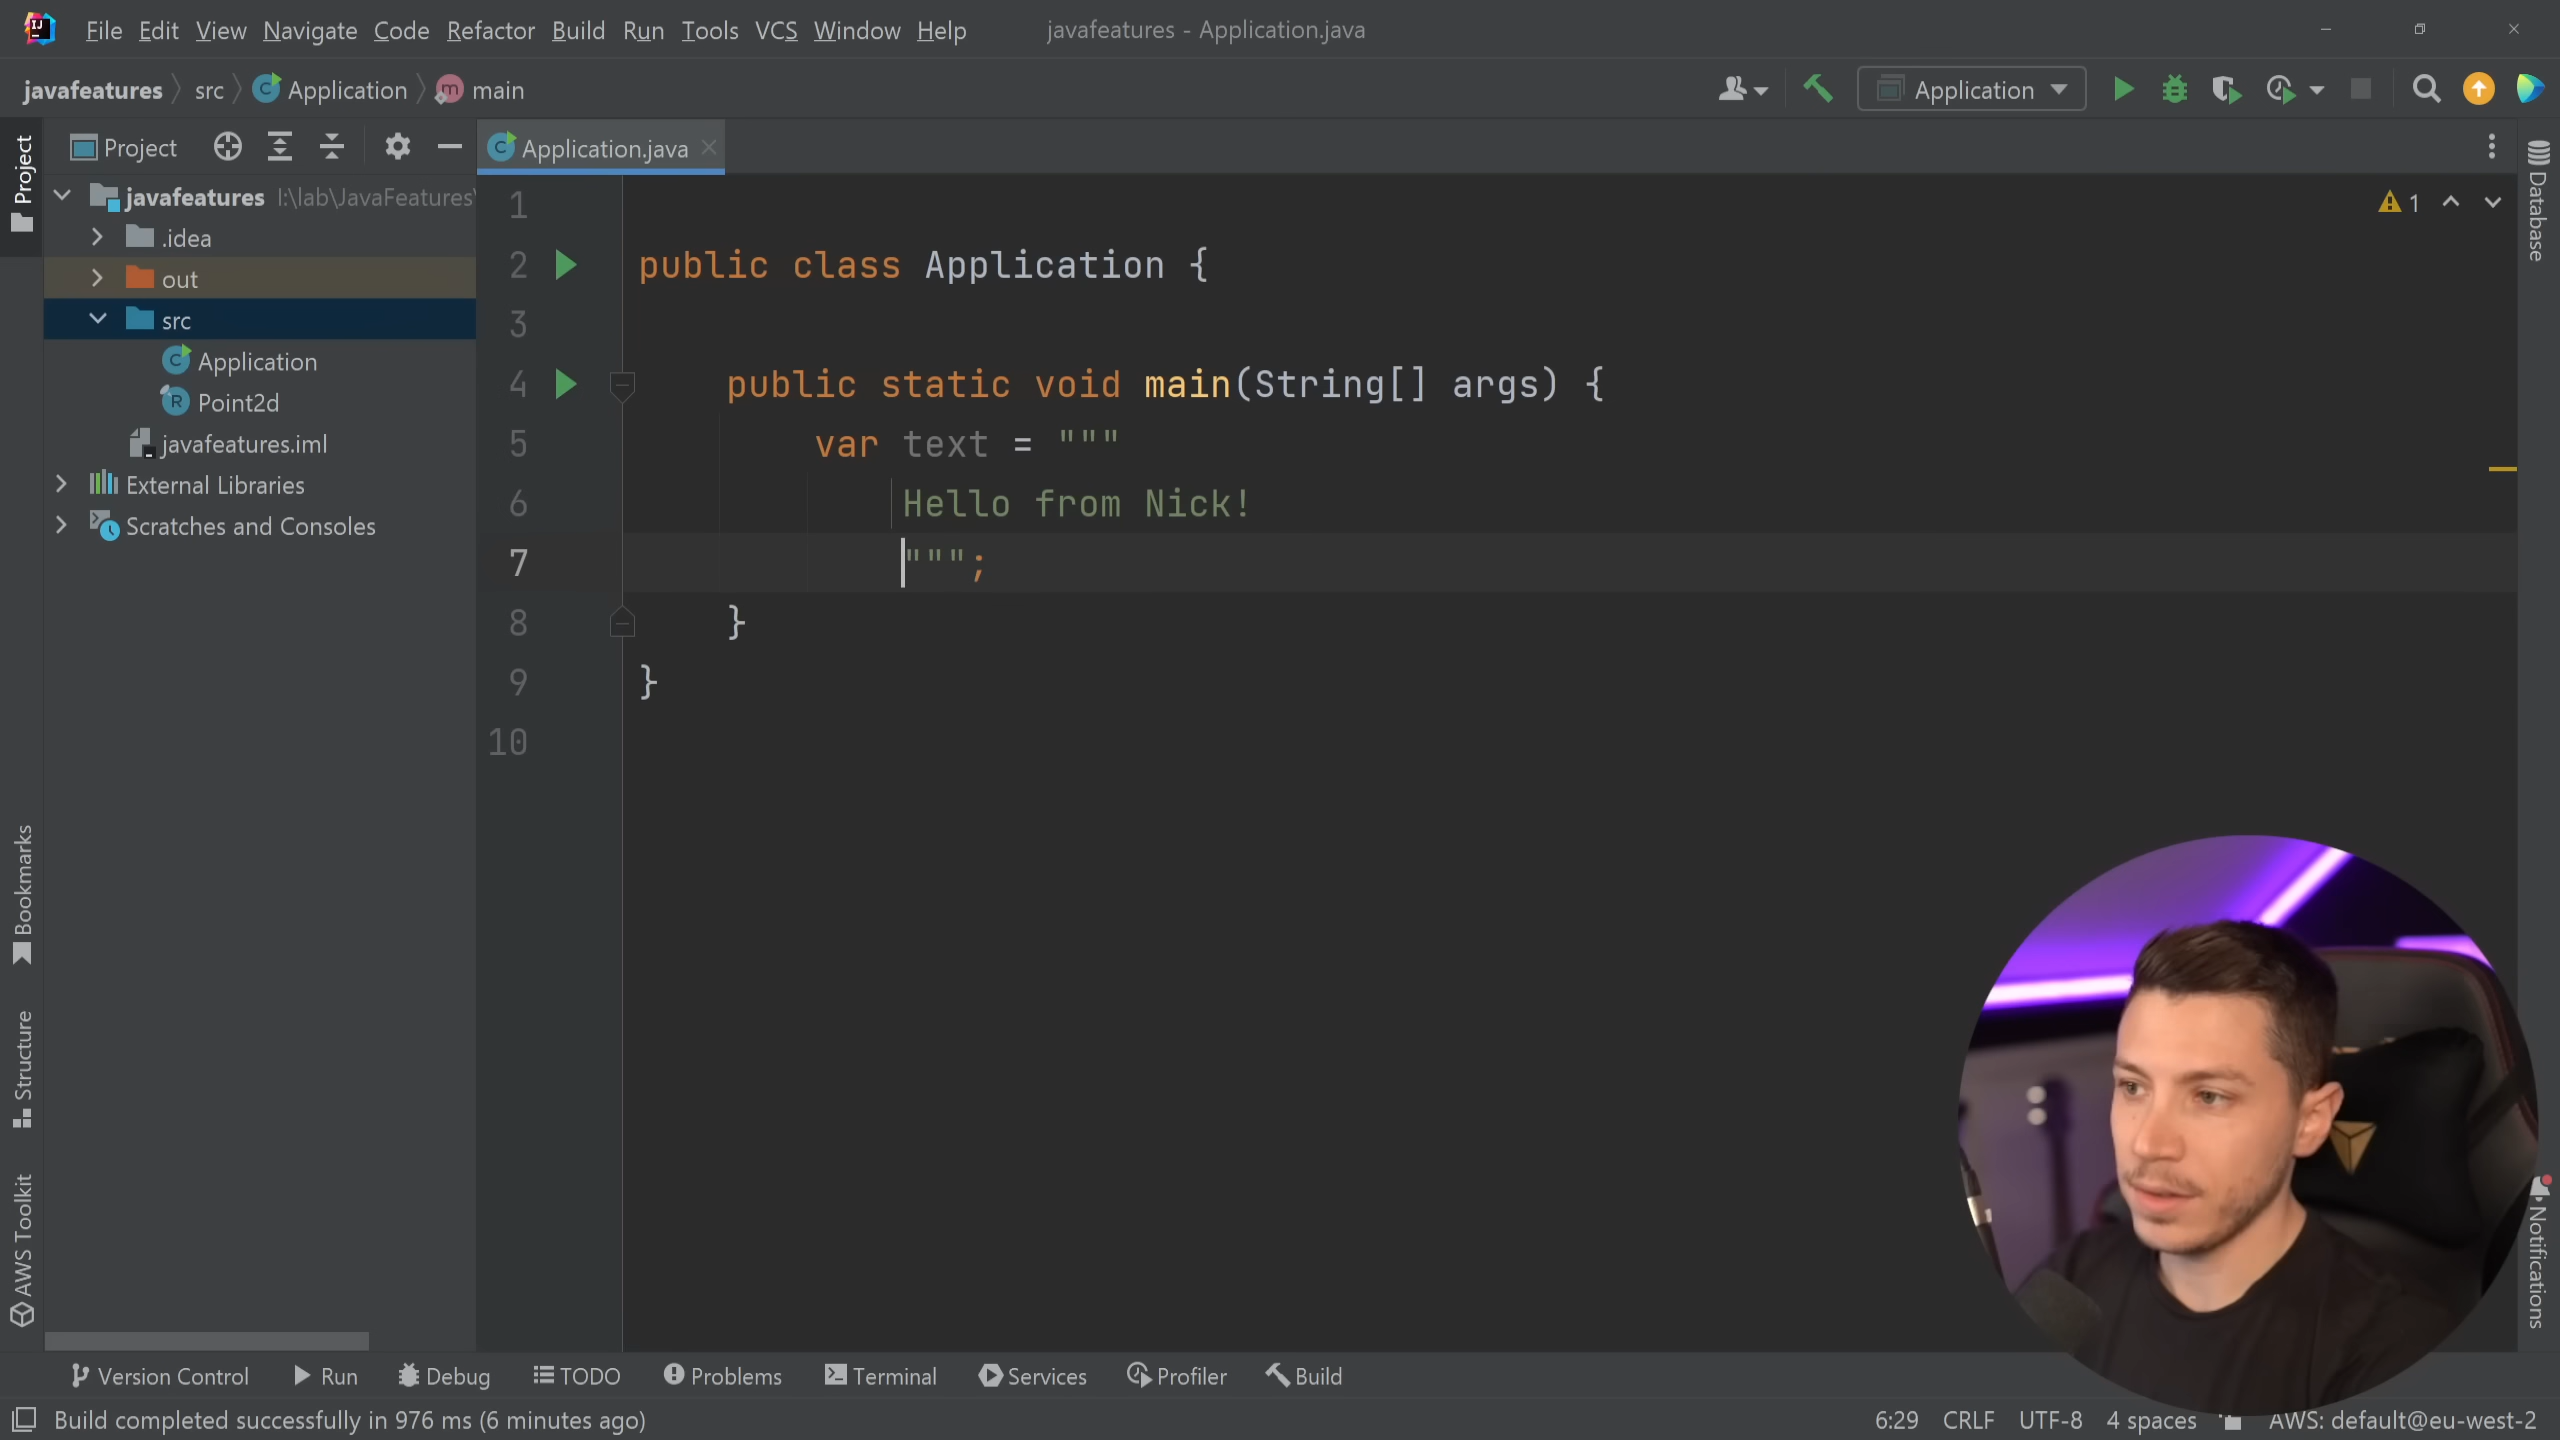 File Edit View Navigate Code Refactor Build Run Tools VCS Window Help javafeatures - Application.java
javafeatures src Application main Application
Project Application.java
javafeatures I:\lab\JavaFeatures\
.idea
out
src
Application
Point2d
javafeatures.iml
External Libraries
Scratches and Consoles
1
2 public class Application {
3
4 public static void main(String[] args) {
5 var text = """
6 Hello from Nick!
7 """;
8 }
9 }
10
1
Project
Bookmarks
Structure
AWS Toolkit
Database
Notifications
Version Control Run Debug TODO Problems Terminal Services Profiler Build
Build completed successfully in 976 ms (6 minutes ago) 6:29 CRLF UTF-8 4 spaces AWS: default@eu-west-2